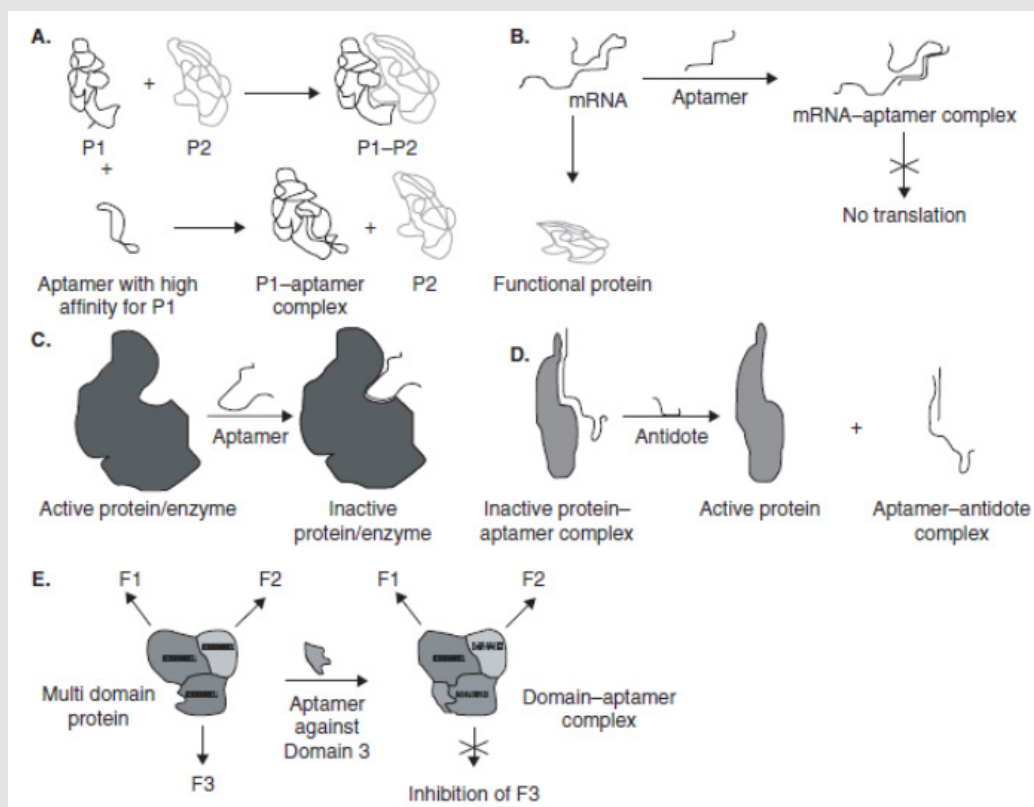 A.
+
P1
P2
P1–P2
+
+
Aptamer with high
affinity for P1
P1–aptamer
complex
P2
B.
mRNA
Aptamer
mRNA–aptamer complex
No translation
Functional protein
C.
Aptamer
Active protein/enzyme
Inactive
protein/enzyme
D.
Antidote
+
Inactive protein–
aptamer complex
Active protein
Aptamer–antidote
complex
E.
F1
F2
Multi domain
protein
F3
Aptamer
against
Domain 3
F1
F2
Domain–aptamer
complex
Inhibition of F3